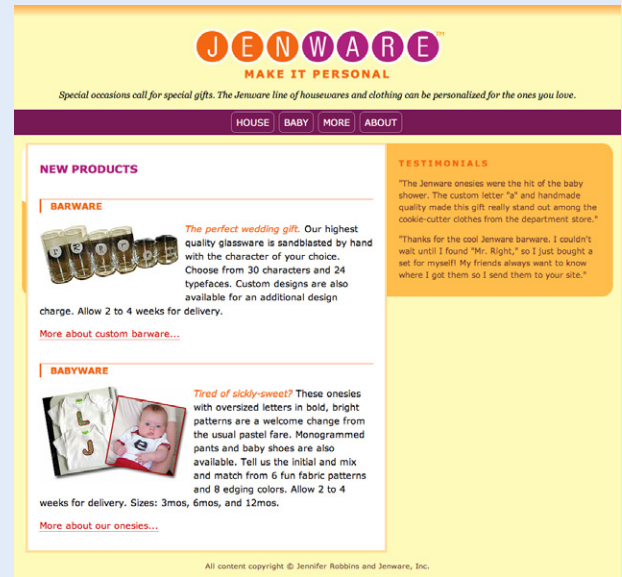 JENWARE™
MAKE IT PERSONAL
Special occasions call for special gifts. The Jenware line of housewares and clothing can be personalized for the ones you love.
HOUSE BABY MORE ABOUT
NEW PRODUCTS
BARWARE
The perfect wedding gift. Our highest
quality glassware is sandblasted by hand
with the character of your choice.
Choose from 30 characters and 24
typefaces. Custom designs are also
available for an additional design
charge. Allow 2 to 4 weeks for delivery.
More about custom barware...
BABYWARE
L
J
e
Tired of sickly-sweet? These onesies
with oversized letters in bold, bright
patterns are a welcome change from
the usual pastel fare. Monogrammed
pants and baby shoes are also
available. Tell us the initial and mix
and match from 6 fun fabric patterns
and 8 edging colors. Allow 2 to 4
weeks for delivery. Sizes: 3mos, 6mos, and 12mos.
More about our onesies...
TESTIMONIALS
"The Jenware onesies were the hit of the baby
shower. The custom letter "a" and handmade
quality made this gift really stand out among the
cookie-cutter clothes from the department store."
"Thanks for the cool Jenware barware. I couldn't
wait until I found "Mr. Right," so I just bought a
set for myself! My friends always want to know
where I got them so I send them to your site."
All content copyright © Jennifer Robbins and Jenware, Inc.